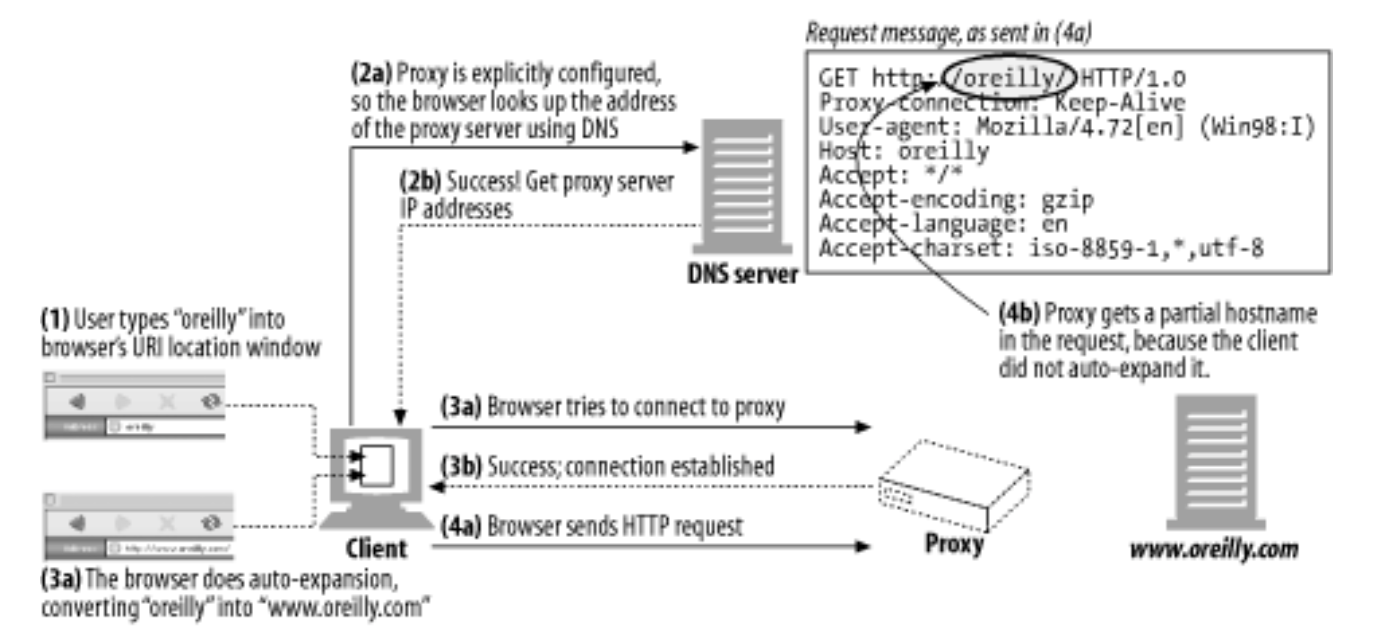 Request message, as sent in (4a)
GET http://oreilly/ HTTP/1.0
Proxy-connection: Keep-Alive
User-agent: Mozilla/4.72[en] (Win98:I)
Host: oreilly
Accept: */*
Accept-encoding: gzip
Accept-language: en
Accept-charset: iso-8859-1,*,utf-8
(2a) Proxy is explicitly configured,
so the browser looks up the address
of the proxy server using DNS
(2b) Success! Get proxy server
IP addresses
DNS server
(4b) Proxy gets a partial hostname
in the request, because the client
did not auto-expand it.
(1) User types "oreilly" into
browser's URI location window
oreilly
(3a) Browser tries to connect to proxy
(3b) Success; connection established
(4a) Browser sends HTTP request
Client
Proxy
www.oreilly.com
http://www.oreilly.com/
(3a) The browser does auto-expansion,
converting "oreilly" into "www.oreilly.com"